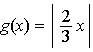 g(x) = | 2/3 x |